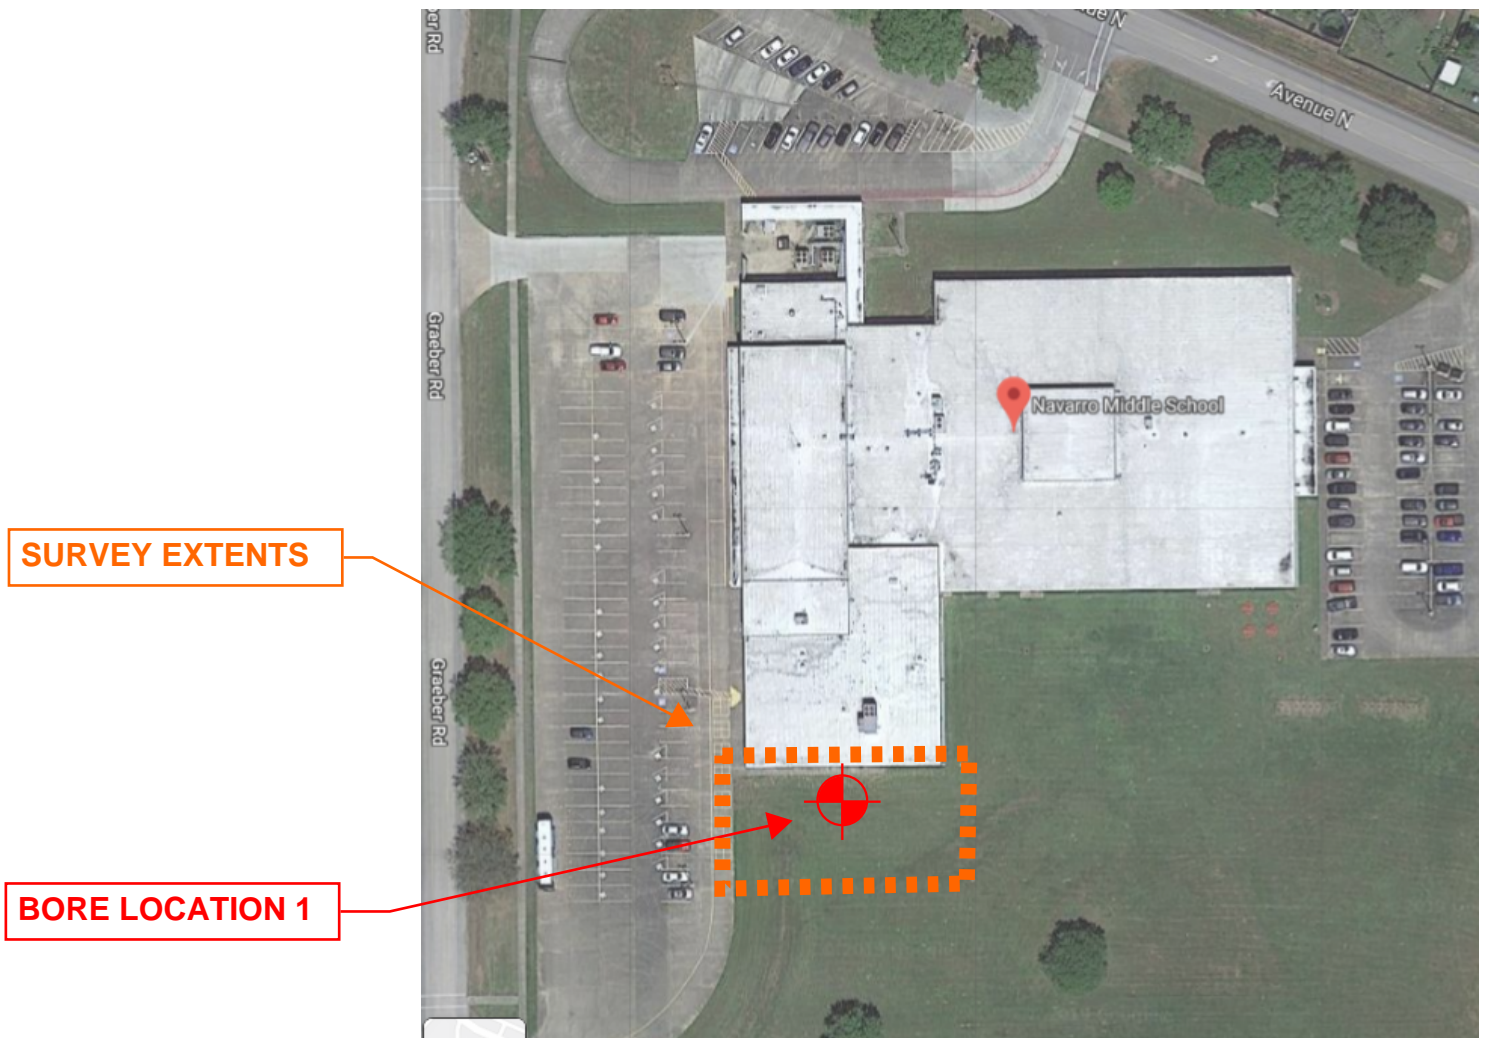 Avenue N
Graeber Rd
Navarro Middle School
SURVEY EXTENTS
Graeber Rd
BORE LOCATION 1